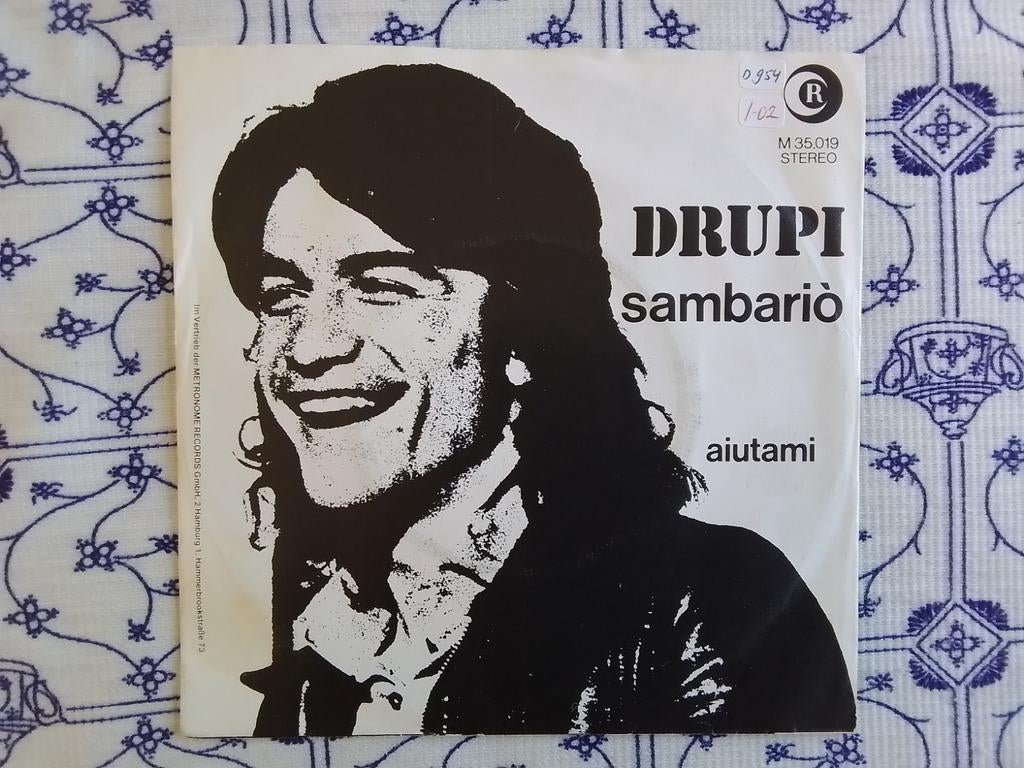 D.954
1-02
R
M 35.019
STEREO
DRUPI
sambariò
aiutami
Im Vertrieb der METRONOME RECORDS GmbH, 2 Hamburg 1, Hammerbrookstraße 73